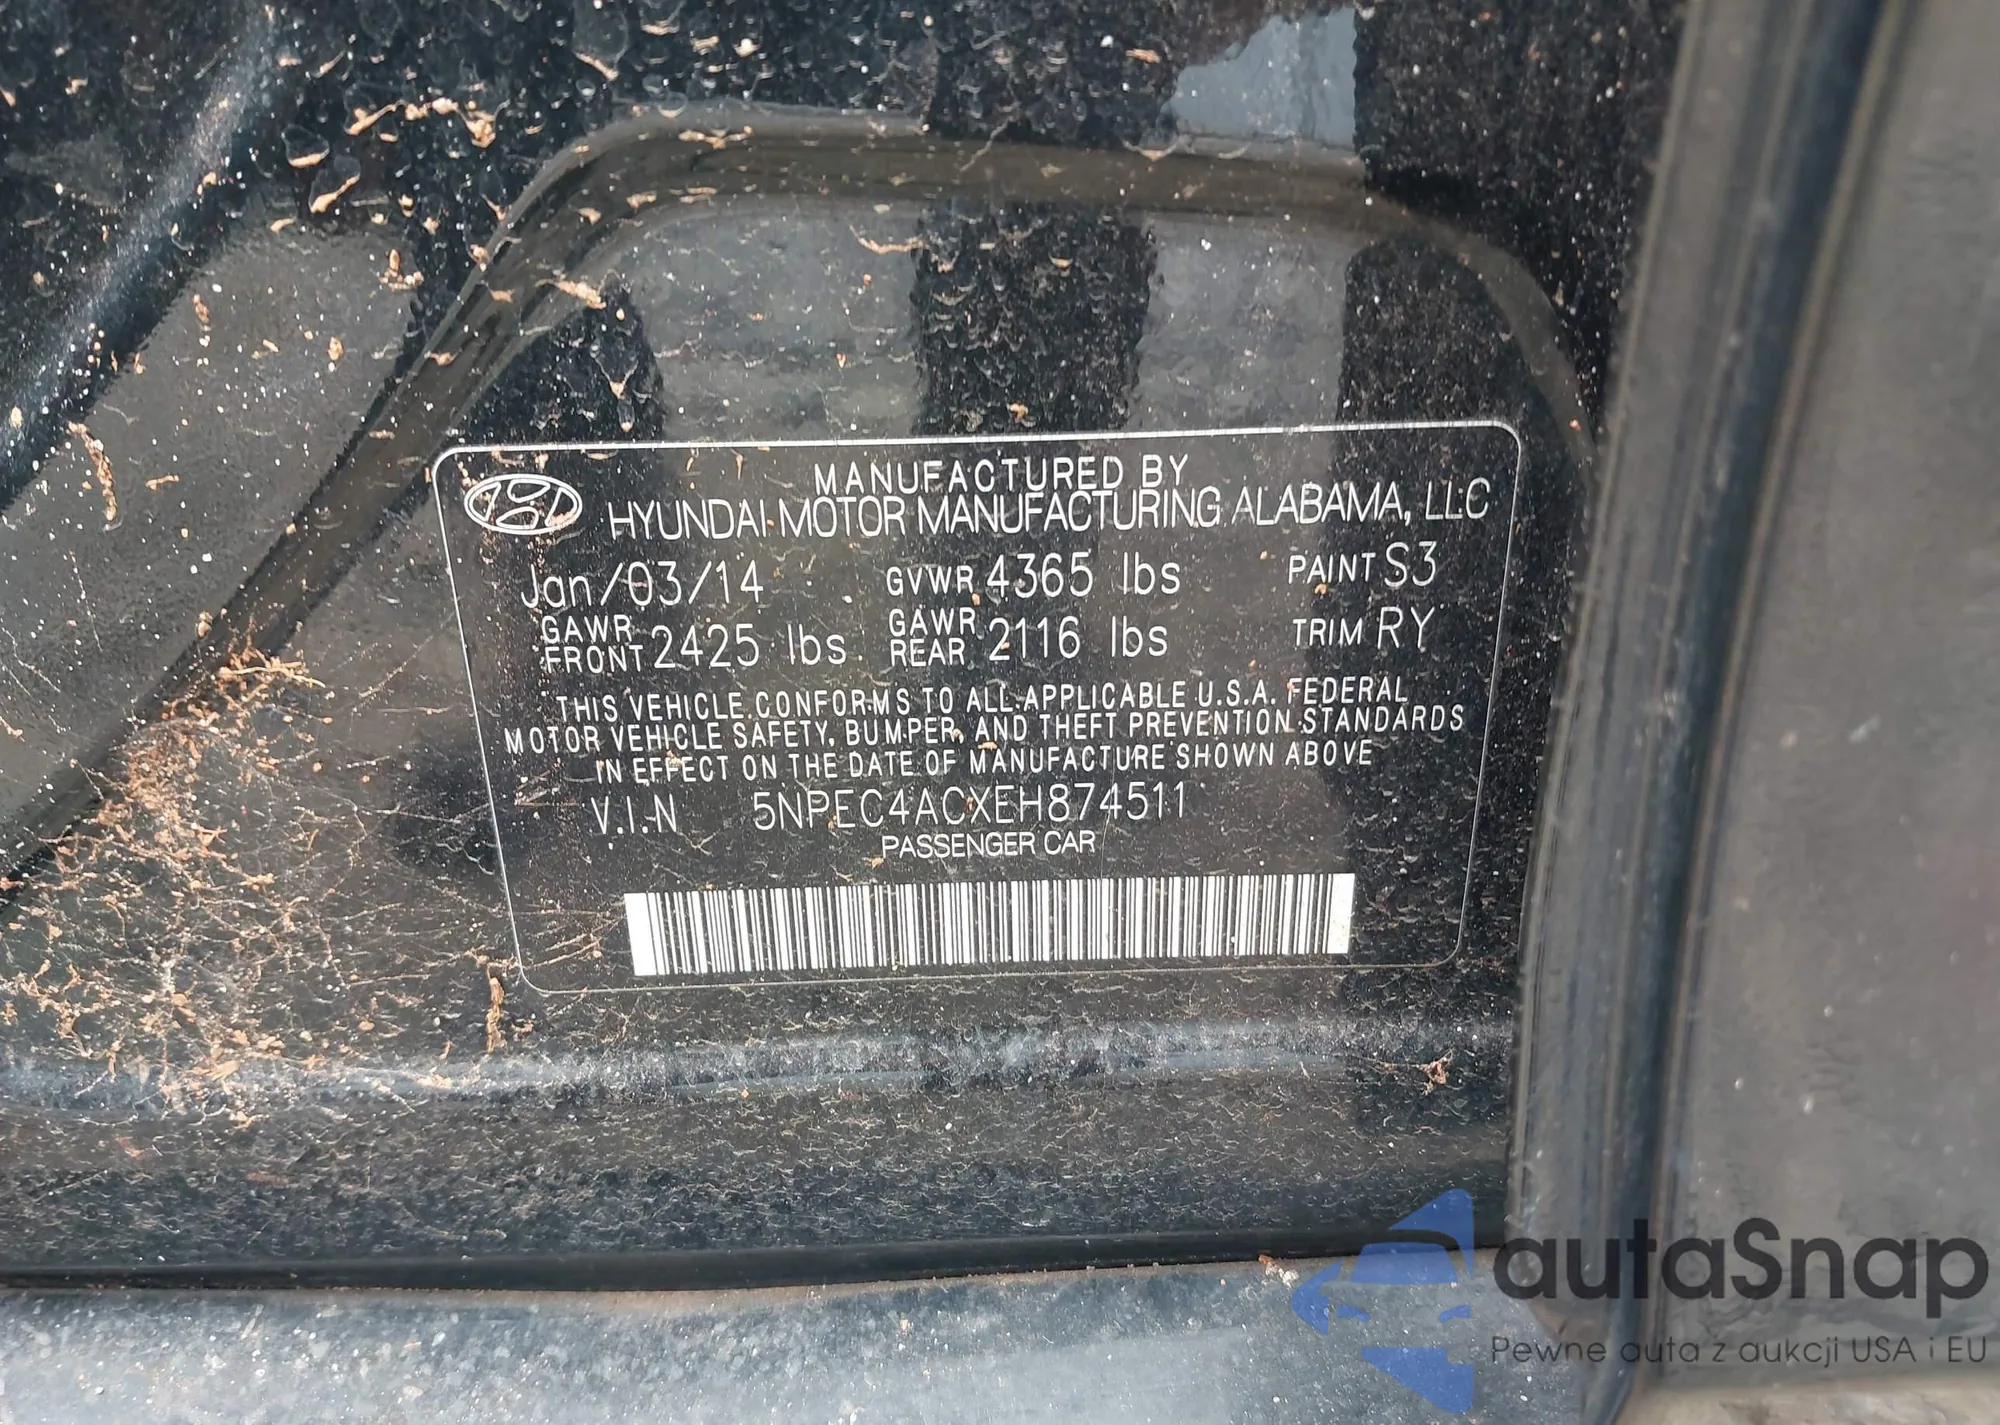 MANUFACTURED BY
HYUNDAI MOTOR MANUFACTURING ALABAMA, LLC
Jan/03/14 GVWR 4365 lbs PAINT S3
GAWR FRONT 2425 lbs GAWR REAR 2116 lbs TRIM RY
THIS VEHICLE CONFORMS TO ALL APPLICABLE U.S.A. FEDERAL
MOTOR VEHICLE SAFETY, BUMPER, AND THEFT PREVENTION STANDARDS
IN EFFECT ON THE DATE OF MANUFACTURE SHOWN ABOVE
V.I.N 5NPEC4ACXEH874511
PASSENGER CAR
autaSnap
Pewne auta z aukcji USA i EU